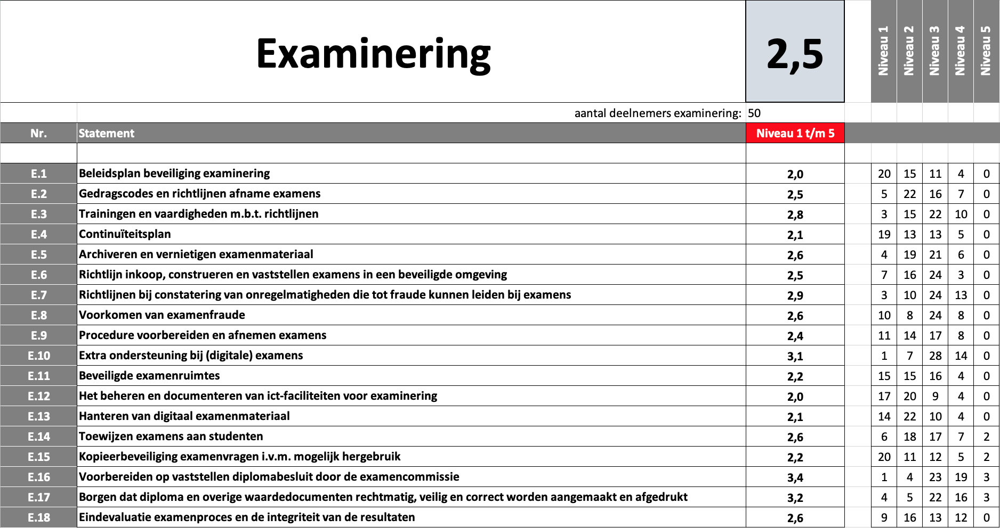 Examinering 2,5 Niveau 1 Niveau 2 Niveau 3 Niveau 4 Niveau 5
aantal deelnemers examinering: 50
Nr. Statement Niveau 1 t/m 5
E.1 Beleidsplan beveiliging examinering 2,0 20 15 11 4 0
E.2 Gedragscodes en richtlijnen afname examens 2,5 5 22 16 7 0
E.3 Trainingen en vaardigheden m.b.t. richtlijnen 2,8 3 15 22 10 0
E.4 Continuïteitsplan 2,1 19 13 13 5 0
E.5 Archiveren en vernietigen examenmateriaal 2,6 4 19 21 6 0
E.6 Richtlijn inkoop, construeren en vaststellen examens in een beveiligde omgeving 2,5 7 16 24 3 0
E.7 Richtlijnen bij constatering van onregelmatigheden die tot fraude kunnen leiden bij examens 2,9 3 10 24 13 0
E.8 Voorkomen van examenfraude 2,6 10 8 24 8 0
E.9 Procedure voorbereiden en afnemen examens 2,4 11 14 17 8 0
E.10 Extra ondersteuning bij (digitale) examens 3,1 1 7 28 14 0
E.11 Beveiligde examenruimtes 2,2 15 15 16 4 0
E.12 Het beheren en documenteren van ict-faciliteiten voor examinering 2,0 17 20 9 4 0
E.13 Hanteren van digitaal examenmateriaal 2,1 14 22 10 4 0
E.14 Toewijzen examens aan studenten 2,6 6 18 17 7 2
E.15 Kopieerbeveiliging examenvragen i.v.m. mogelijk hergebruik 2,2 20 11 12 5 2
E.16 Voorbereiden op vaststellen diplomabesluit door de examencommissie 3,4 1 4 23 19 3
E.17 Borgen dat diploma en overige waardedocumenten rechtmatig, veilig en correct worden aangemaakt en afgedrukt 3,2 4 5 22 16 3
E.18 Eindevaluatie examenproces en de integriteit van de resultaten 2,6 9 16 13 12 0